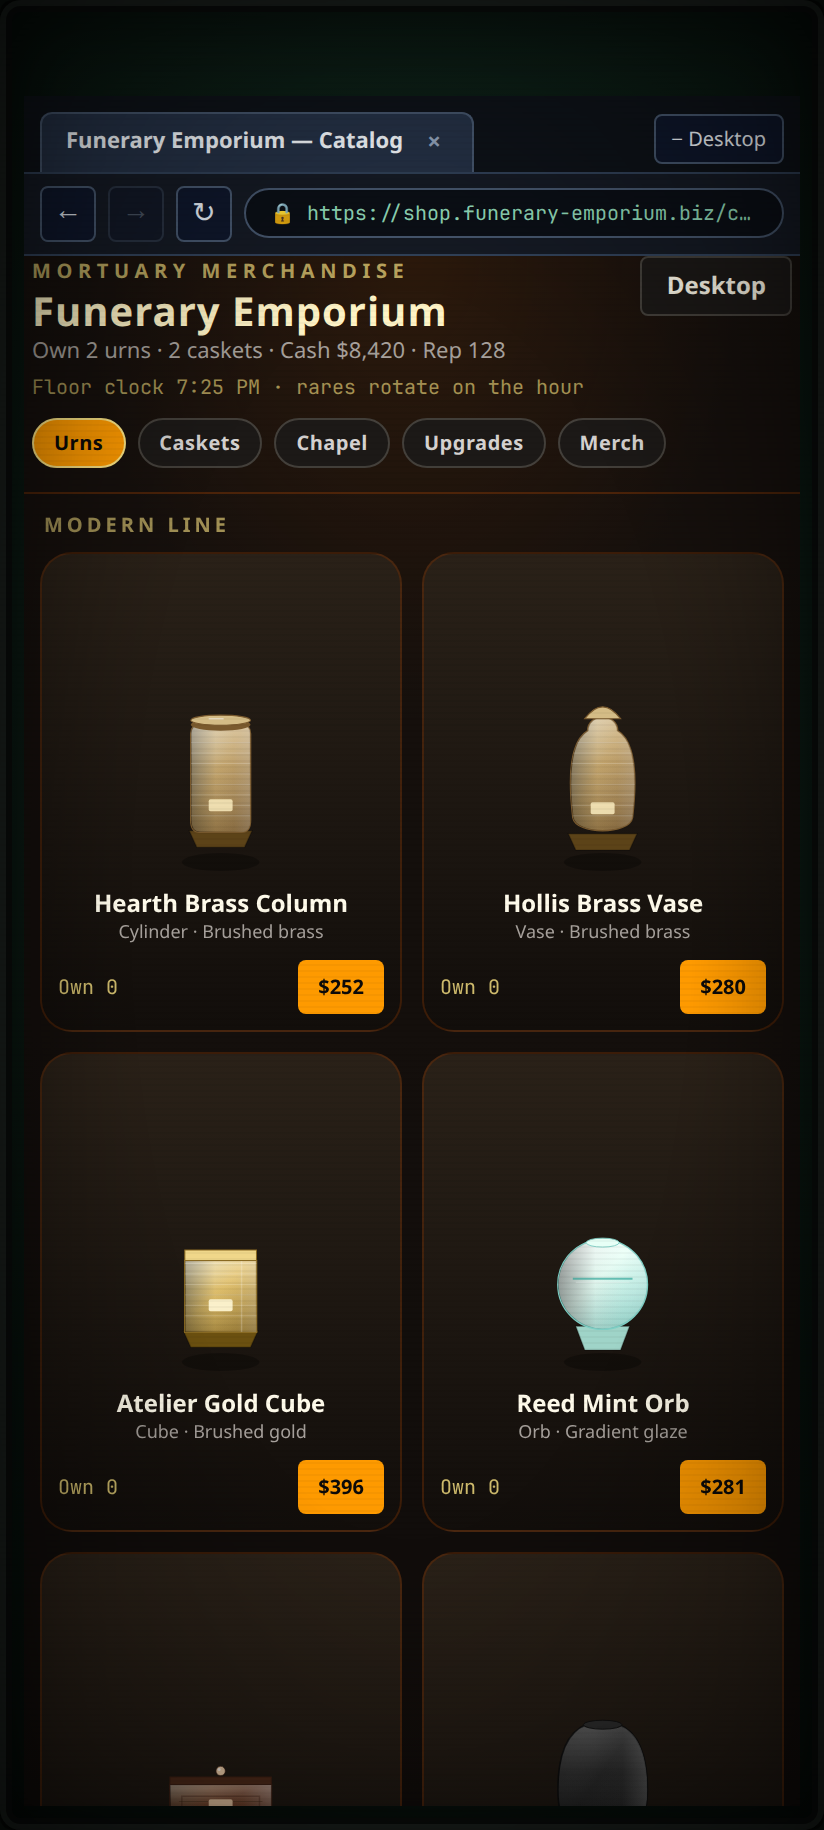 Funerary Emporium — Catalog ×
– Desktop
← → ↻ https://shop.funerary-emporium.biz/c…
MORTUARY MERCHANDISE
Desktop
Funerary Emporium
Own 2 urns · 2 caskets · Cash $8,420 · Rep 128
Floor clock 7:25 PM · rares rotate on the hour
Urns Caskets Chapel Upgrades Merch
MODERN LINE
Hearth Brass Column
Cylinder · Brushed brass
Own 0 $252
Hollis Brass Vase
Vase · Brushed brass
Own 0 $280
Atelier Gold Cube
Cube · Brushed gold
Own 0 $396
Reed Mint Orb
Orb · Gradient glaze
Own 0 $281